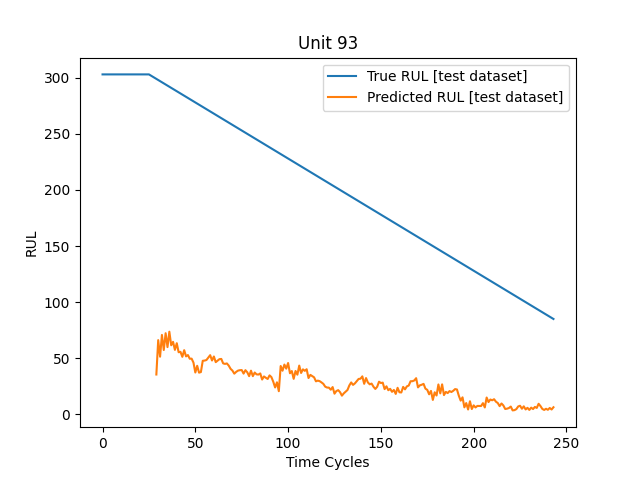 Unit 93
True RUL [test dataset]
Predicted RUL [test dataset]
300
250
200
150
100
50
0
RUL
0 50 100 150 200 250
Time Cycles